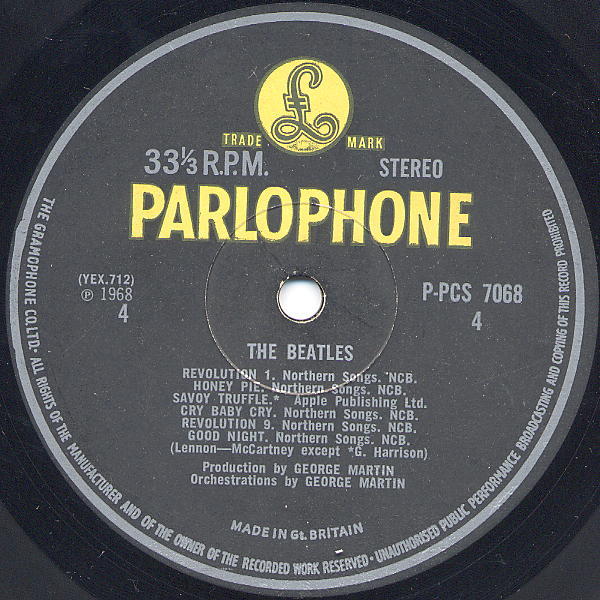 £
TRADE MARK
33⅓ R.P.M. STEREO
PARLOPHONE
(YEX.712)
℗ 1968
4
P-PCS 7068
4
THE BEATLES
REVOLUTION 1. Northern Songs. NCB.
HONEY PIE. Northern Songs. NCB.
SAVOY TRUFFLE.* Apple Publishing Ltd.
CRY BABY CRY. Northern Songs. NCB.
REVOLUTION 9. Northern Songs. NCB.
GOOD NIGHT. Northern Songs. NCB.
(Lennon—McCartney except *G. Harrison)
Production by GEORGE MARTIN
Orchestrations by GEORGE MARTIN
MADE IN Gt. BRITAIN
THE GRAMOPHONE CO. LTD. · ALL RIGHTS OF THE MANUFACTURER AND OF THE OWNER OF THE RECORDED WORK RESERVED · UNAUTHORISED PUBLIC PERFORMANCE BROADCASTING AND COPYING OF THIS RECORD PROHIBITED